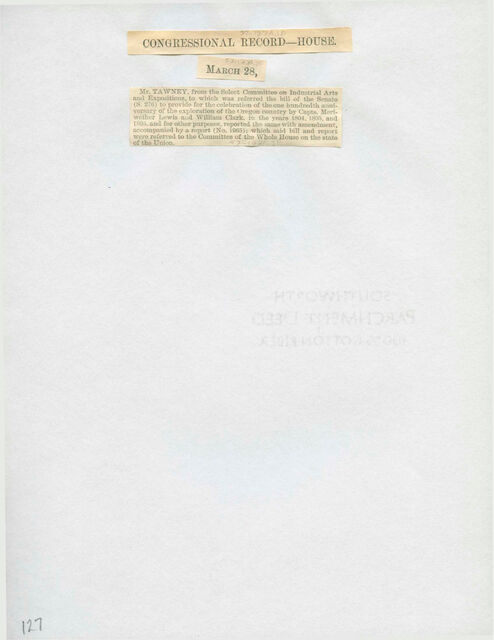 CONGRESSIONAL RECORD—HOUSE.
MARCH 28,
Mr. TAWNEY, from the Select Committee on Industrial Arts
and Expositions, to which was referred the bill of the Senate
(S. 276) to provide for the celebration of the one hundredth anni-
versary of the exploration of the Oregon country by Capts. Meri-
wether Lewis and William Clark, in the years 1804, 1805, and
and for other purposes, reported the same with amendment,
accompanied by a report (No. 1965); which said bill and report
were referred to the Committee of the Whole House on the state
of the Union.
SOUTHWORTH
PARCHMENT DEED
100% COTTON FIBER
127